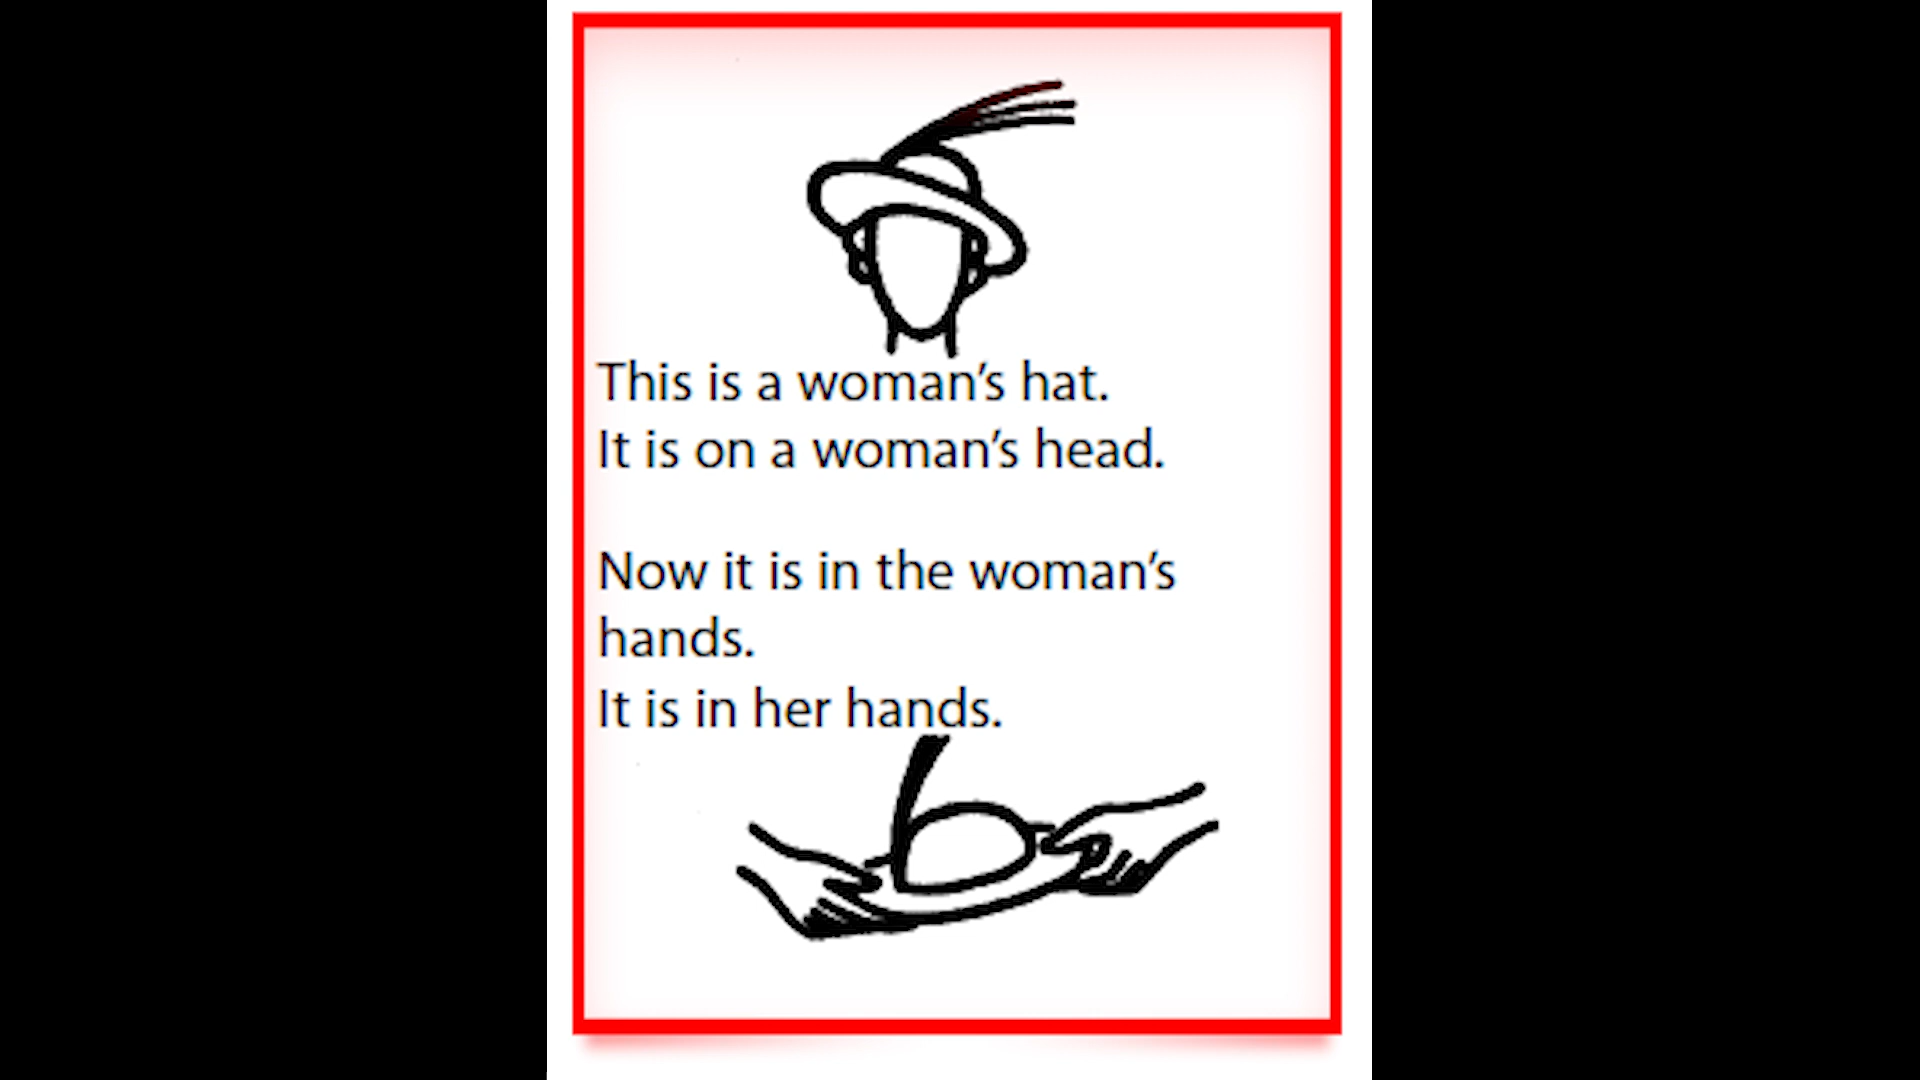 This is a woman’s hat.
It is on a woman’s head.
Now it is in the woman’s
hands.
It is in her hands.